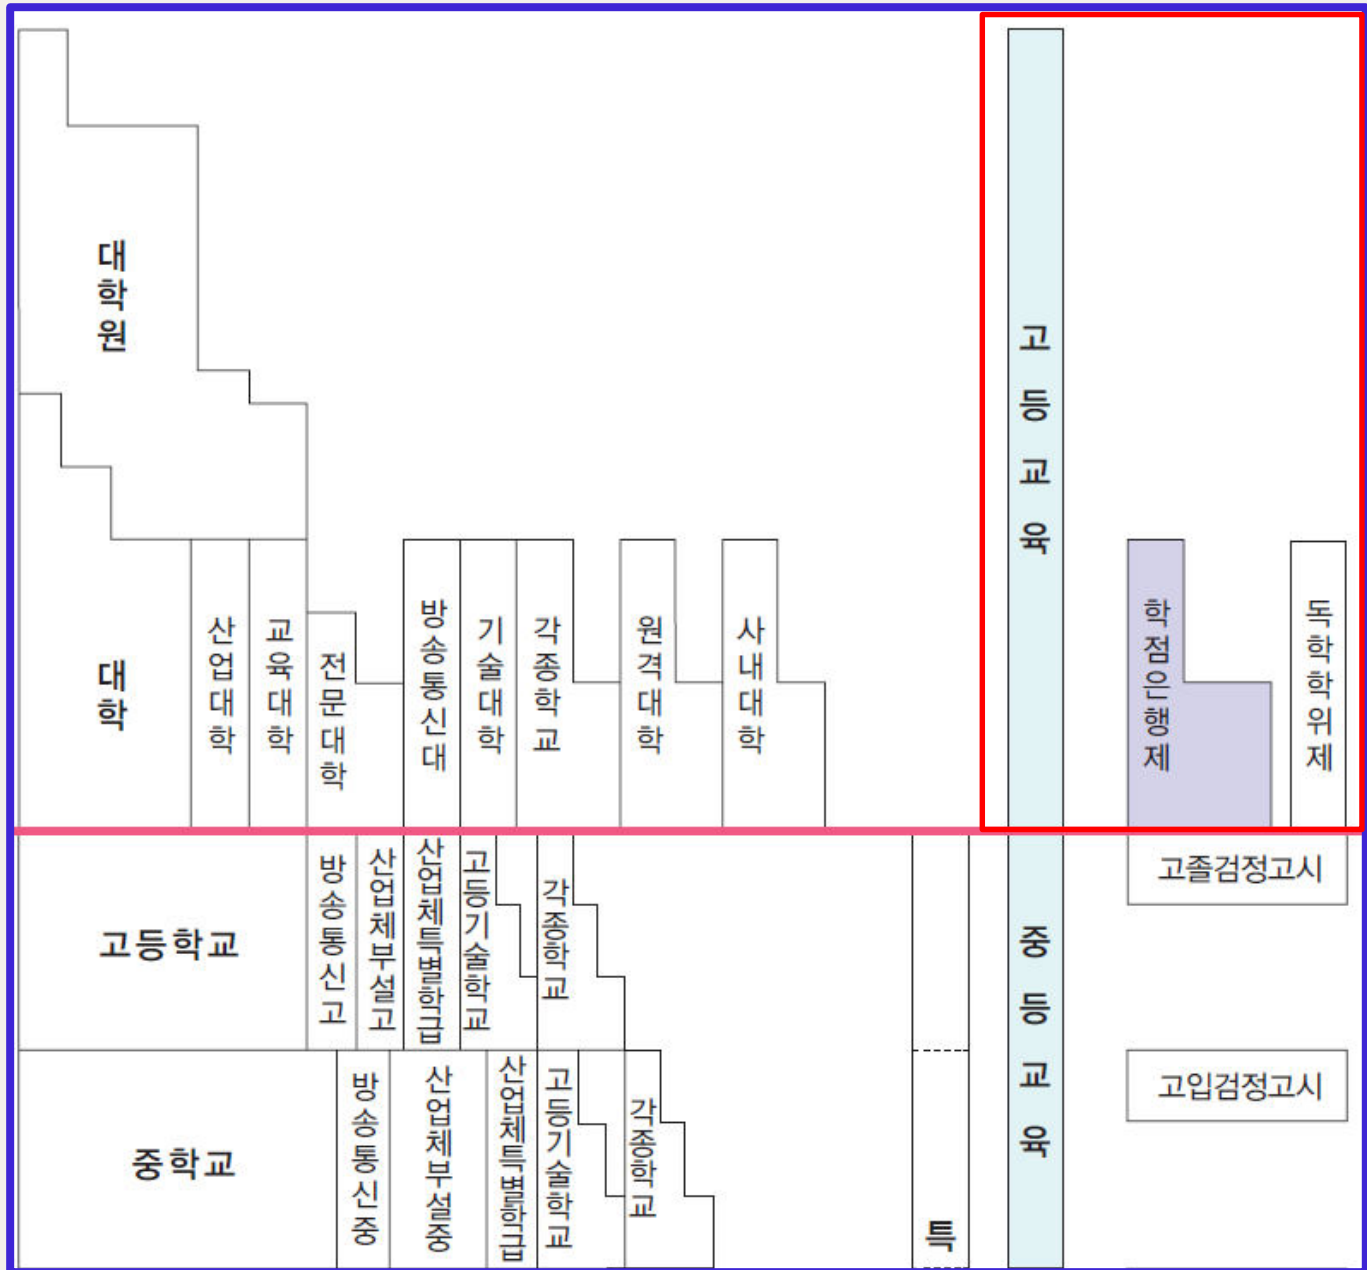 대학원
고등교육
대학
산업대학
교육대학
전문대학
방송통신대
기술대학
각종학교
원격대학
사내대학
학점은행제
독학학위제
고등학교
방송통신고
산업체부설고
산업체특별학급
고등기술학교
각종학교
중등교육
고졸검정고시
중학교
방송통신중
산업체부설중
산업체특별학급
고등기술학교
각종학교
특
고입검정고시